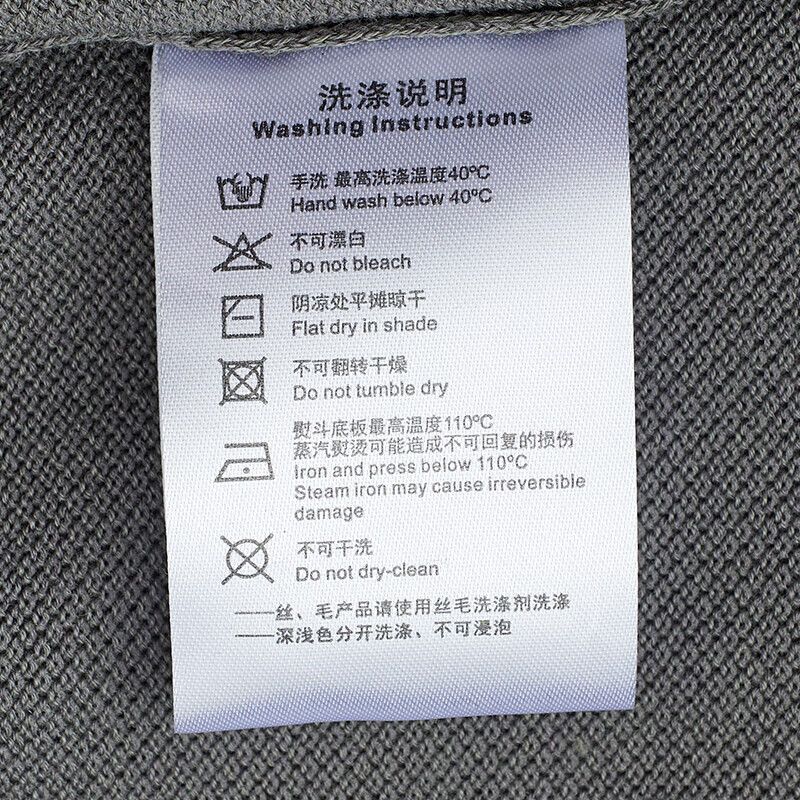 洗涤说明
Washing Instructions
手洗 最高洗涤温度40ºC
Hand wash below 40ºC
不可漂白
Do not bleach
阴凉处平摊晾干
Flat dry in shade
不可翻转干燥
Do not tumble dry
熨斗底板最高温度110ºC
蒸汽熨烫可能造成不可回复的损伤
Iron and press below 110ºC
Steam iron may cause irreversible
damage
不可干洗
Do not dry-clean
——丝、毛产品请使用丝毛洗涤剂洗涤
——深浅色分开洗涤、不可浸泡